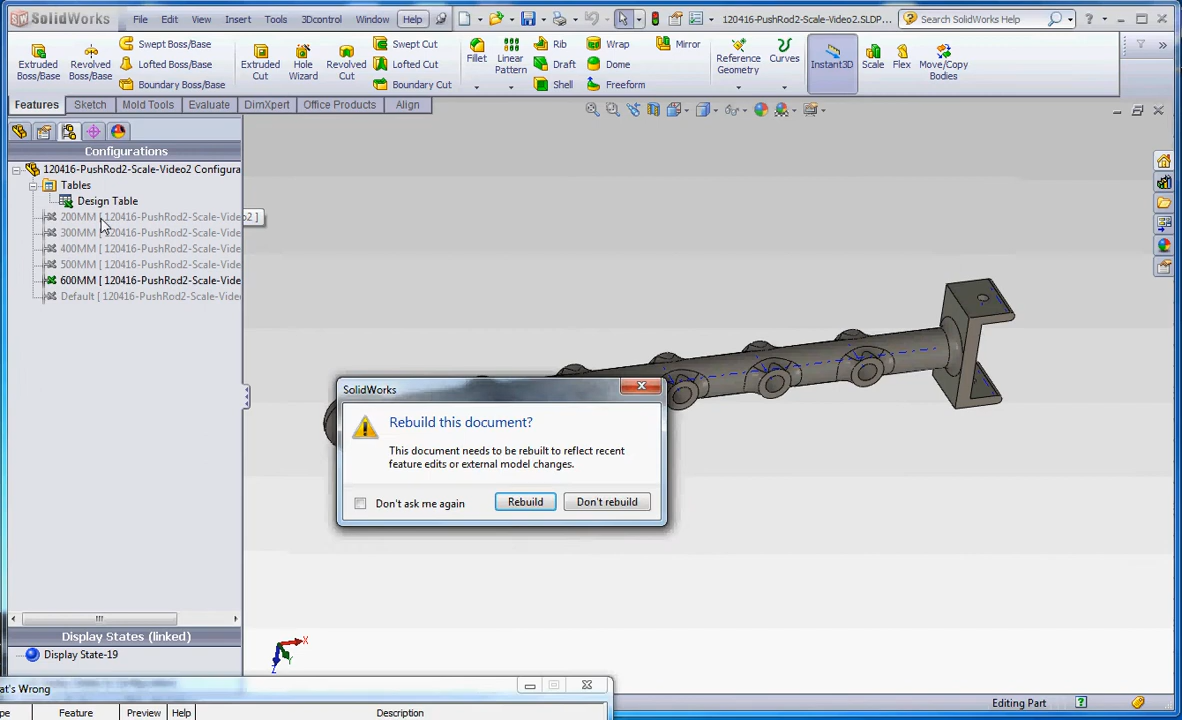 SolidWorks
File Edit View Insert Tools 3Dcontrol Window Help
120416-PushRod2-Scale-Video2.SLDP...
Search SolidWorks Help
Extruded Boss/Base
Revolved Boss/Base
Swept Boss/Base
Lofted Boss/Base
Boundary Boss/Base
Extruded Cut
Hole Wizard
Revolved Cut
Swept Cut
Lofted Cut
Boundary Cut
Fillet
Linear Pattern
Rib
Draft
Shell
Wrap
Dome
Freeform
Mirror
Reference Geometry
Curves
Instant3D
Scale
Flex
Move/Copy Bodies
Features Sketch Mold Tools Evaluate DimXpert Office Products Align
Configurations
120416-PushRod2-Scale-Video2 Configura
Tables
Design Table
200MM [ 120416-PushRod2-Scale-Video2 ]
300MM [ 120416-PushRod2-Scale-Vide
400MM [ 120416-PushRod2-Scale-Vide
500MM [ 120416-PushRod2-Scale-Vide
600MM [ 120416-PushRod2-Scale-Vide
Default [ 120416-PushRod2-Scale-Vide
SolidWorks
Rebuild this document?
This document needs to be rebuilt to reflect recent
feature edits or external model changes.
Don't ask me again
Rebuild
Don't rebuild
X
Y
Z
Display States (linked)
Display State-19
at's Wrong
pe Feature Preview Help Description
Editing Part